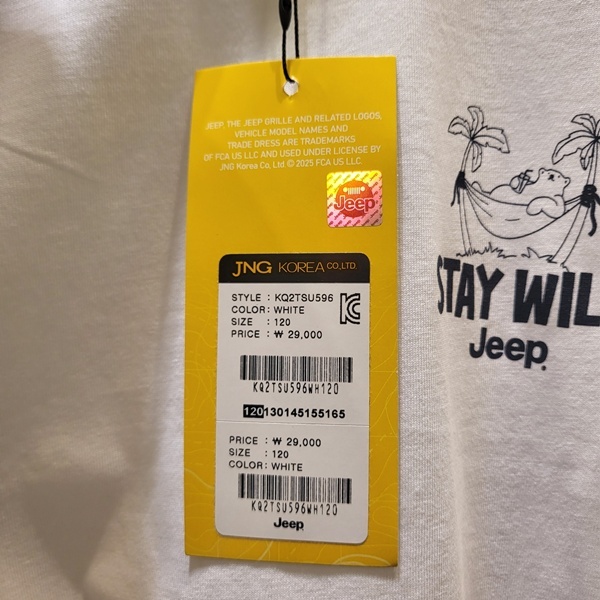 JEEP, THE JEEP GRILLE AND RELATED LOGOS,
VEHICLE MODEL NAMES AND
TRADE DRESS ARE TRADEMARKS
OF FCA US LLC AND USED UNDER LICENSE BY
JNG Korea Co, Ltd. © 2025 FCA US LLC.
Jeep
JNG KOREA CO.,LTD.
STYLE : KQ2TSU596
COLOR: WHITE
SIZE : 120
PRICE : ₩ 29,000
KQ2TSU596WH120
120130145155165
PRICE : ₩ 29,000
SIZE : 120
COLOR: WHITE
KQ2TSU596WH120
Jeep
STAY WIL
Jeep